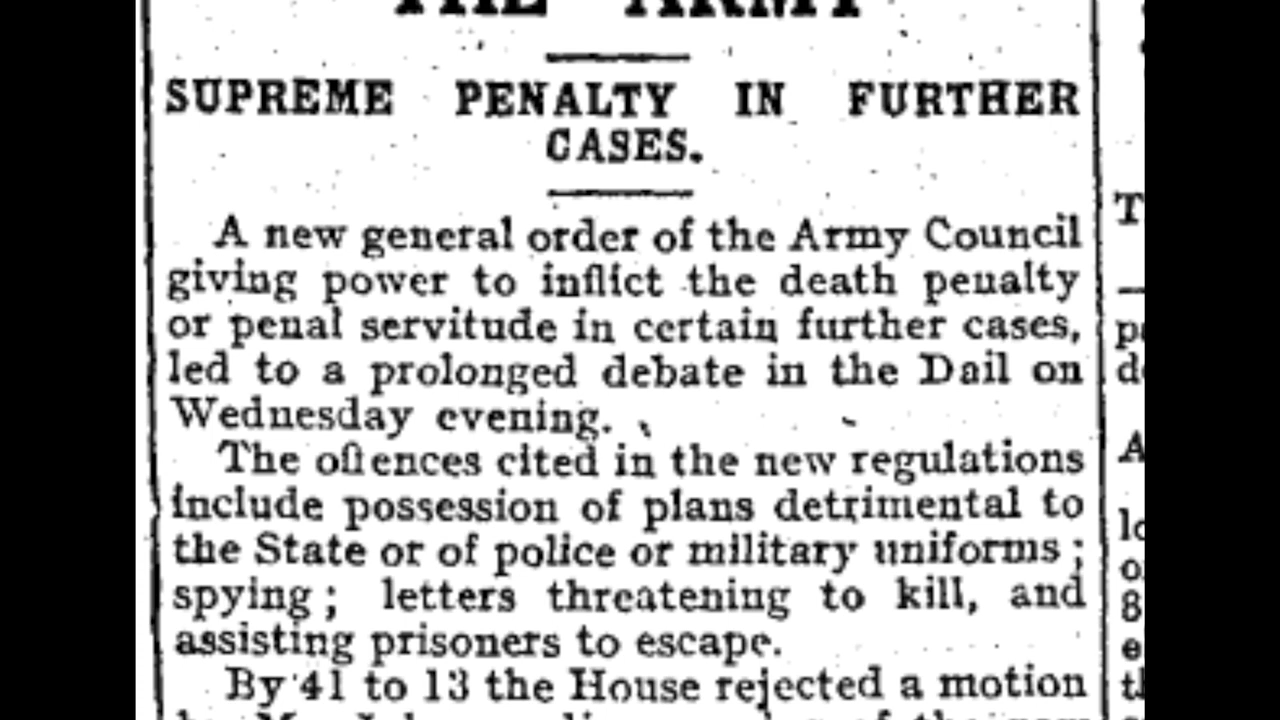 THE ARMY
SUPREME PENALTY IN FURTHER
CASES.
A new general order of the Army Council
giving power to inflict the death penalty
or penal servitude in certain further cases,
led to a prolonged debate in the Dail on
Wednesday evening.
The offences cited in the new regulations
include possession of plans detrimental to
the State or of police or military uniforms ;
spying ; letters threatening to kill, and
assisting prisoners to escape.
By 41 to 13 the House rejected a motion